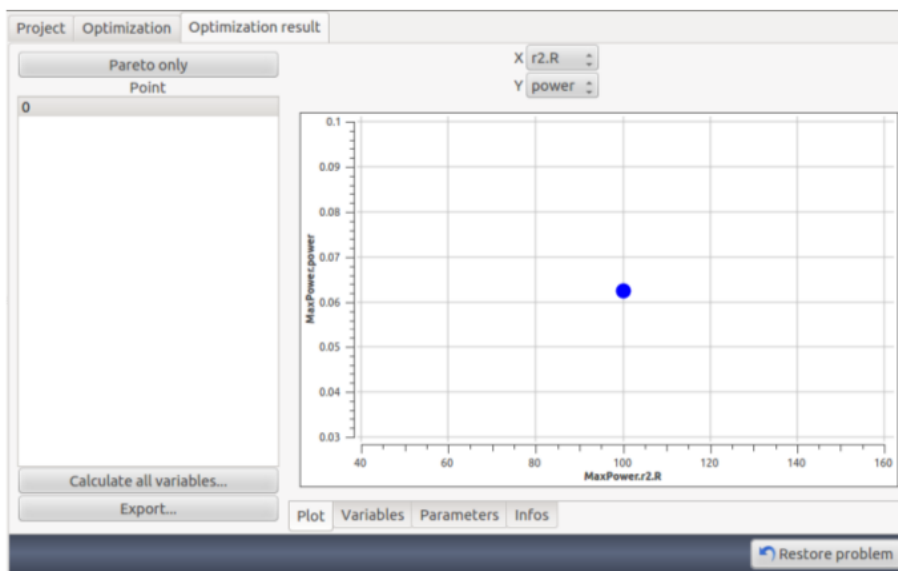 Project Optimization Optimization result
Pareto only
Point
0
X r2.R
Y power
0.1
0.09
0.08
0.07
0.06
0.05
0.04
0.03
MaxPower.power
40 60 80 100 120 140 160
MaxPower.r2.R
Calculate all variables...
Export...
Plot Variables Parameters Infos
Restore problem